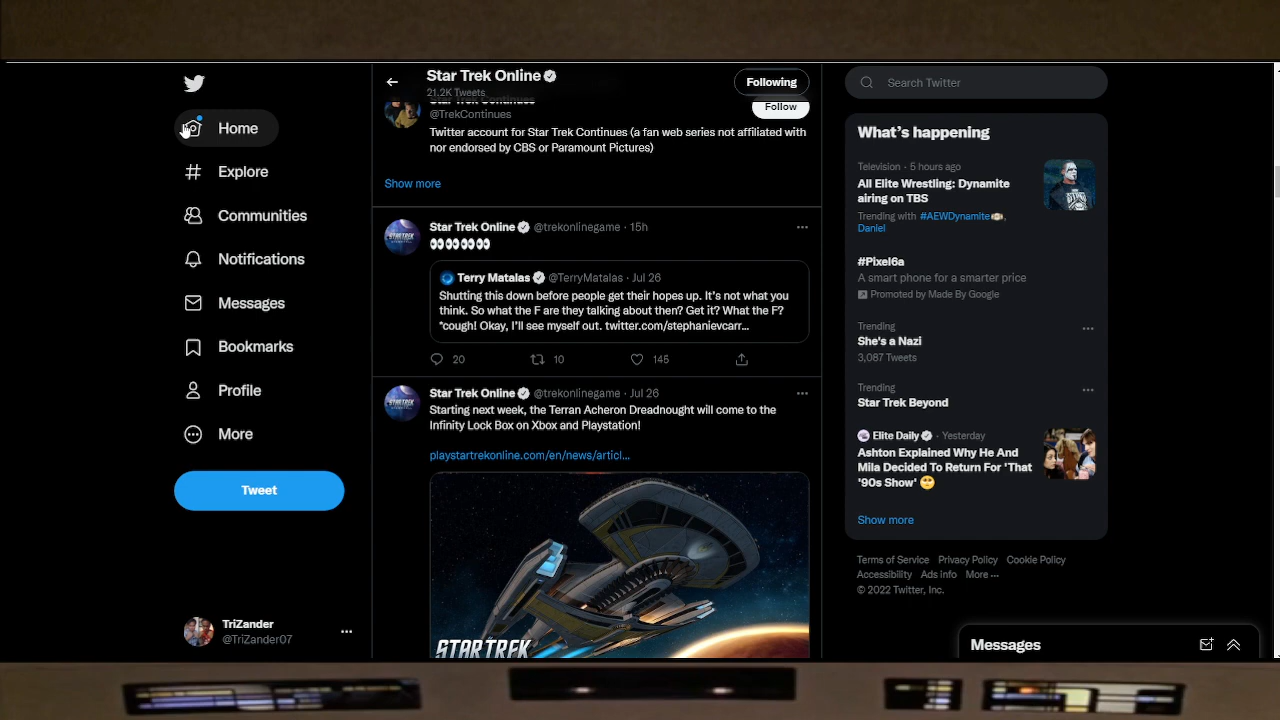 Home
Explore
Communities
Notifications
Messages
Bookmarks
Profile
More
Tweet
TriZander
@TriZander07
Star Trek Online
21.2K Tweets
Following
Star Trek Continues
@TrekContinues
Follow
Twitter account for Star Trek Continues (a fan web series not affiliated with
nor endorsed by CBS or Paramount Pictures)
Show more
Star Trek Online @trekonlinegame · 15h
👀👀👀👀👀
Terry Matalas @TerryMatalas · Jul 26
Shutting this down before people get their hopes up. It's not what you
think. So what the F are they talking about then? Get it? What the F?
*cough! Okay, I'll see myself out. twitter.com/stephanievcarr...
20 10 145
Star Trek Online @trekonlinegame · Jul 26
Starting next week, the Terran Acheron Dreadnought will come to the
Infinity Lock Box on Xbox and Playstation!
playstartrekonline.com/en/news/articl...
STAR TREK
Search Twitter
What's happening
Television · 5 hours ago
All Elite Wrestling: Dynamite
airing on TBS
Trending with #AEWDynamite,
Daniel
#Pixel6a
A smart phone for a smarter price
Promoted by Made By Google
Trending
She's a Nazi
3,087 Tweets
Trending
Star Trek Beyond
Elite Daily · Yesterday
Ashton Explained Why He And
Mila Decided To Return For 'That
'90s Show' 🙄
Show more
Terms of Service Privacy Policy Cookie Policy
Accessibility Ads info More ···
© 2022 Twitter, Inc.
Messages